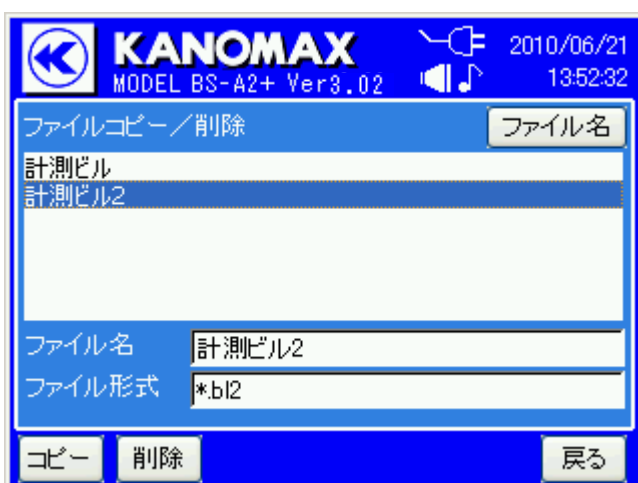 KANOMAX
MODEL BS-A2+ Ver3.02
2010/06/21
13:52:32
ファイルコピー／削除
ファイル名
計測ビル
計測ビル2
ファイル名
計測ビル2
ファイル形式
*.bl2
コピー
削除
戻る